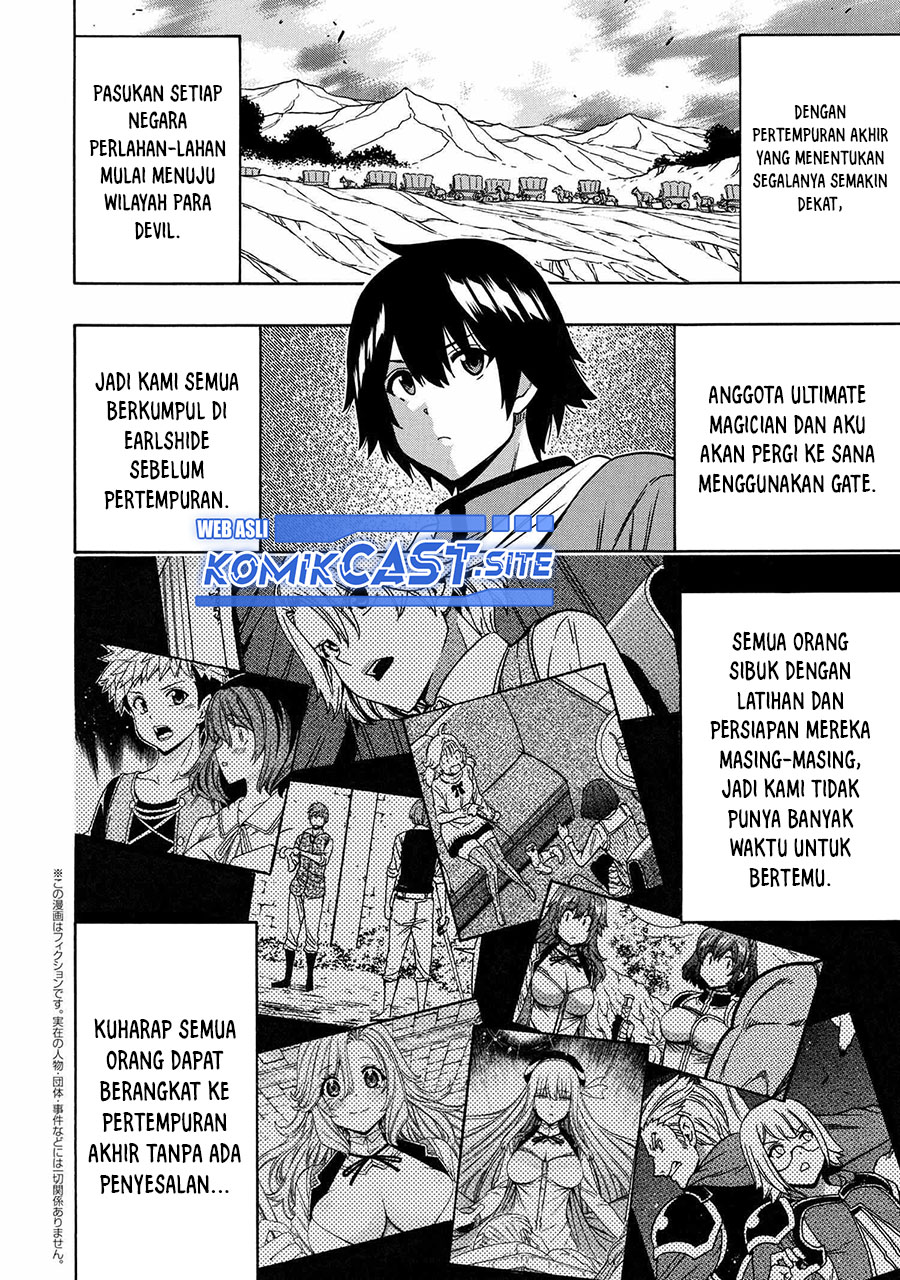 DENGAN
PERTEMPURAN AKHIR
YANG MENENTUKAN
SEGALANYA SEMAKIN
DEKAT,
PASUKAN SETIAP
NEGARA
PERLAHAN-LAHAN
MULAI MENUJU
WILAYAH PARA
DEVIL.
ANGGOTA ULTIMATE
MAGICIAN DAN AKU
AKAN PERGI KE SANA
MENGGUNAKAN GATE.
JADI KAMI SEMUA
BERKUMPUL DI
EARLSHIDE
SEBELUM
PERTEMPURAN.
WEB ASLI
KOMIKCAST.SITE
SEMUA ORANG
SIBUK DENGAN
LATIHAN DAN
PERSIAPAN MEREKA
MASING-MASING,
JADI KAMI TIDAK
PUNYA BANYAK
WAKTU UNTUK
BERTEMU.
KUHARAP SEMUA
ORANG DAPAT
BERANGKAT KE
PERTEMPURAN
AKHIR TANPA ADA
PENYESALAN...
※この漫画はフィクションです。実在の人物・団体・事件などには一切関係ありません。